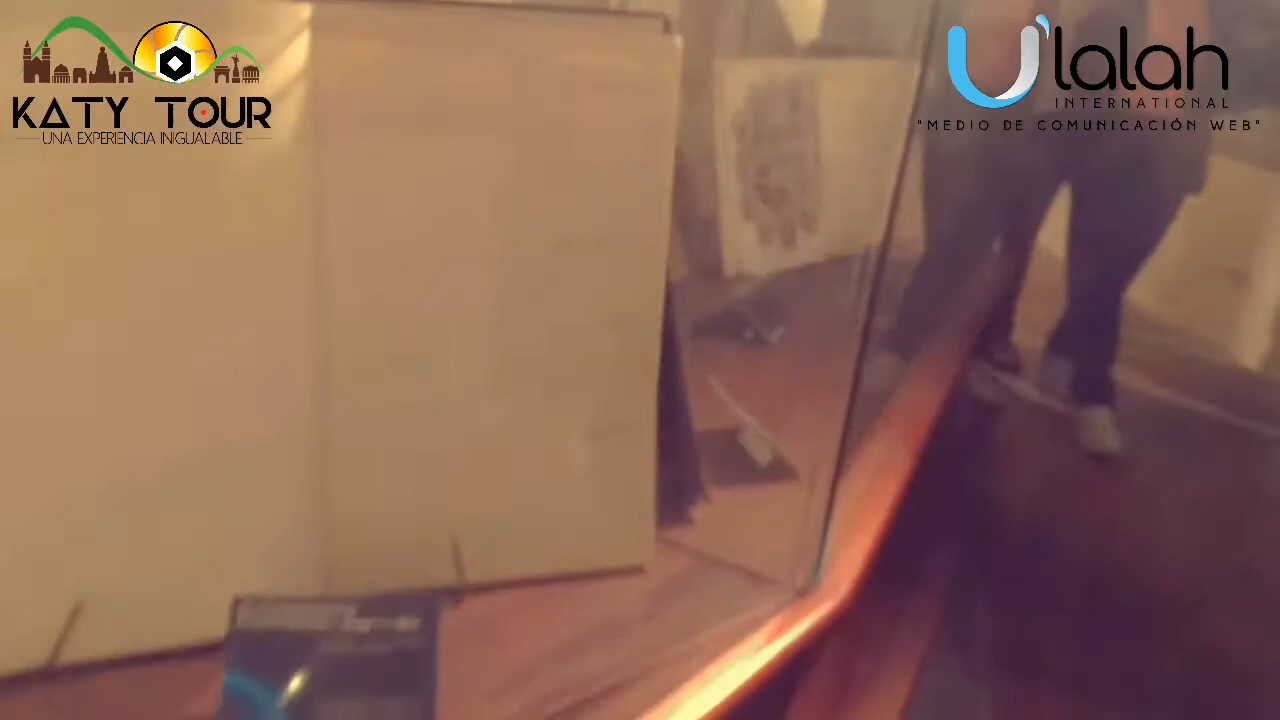 KATY TOUR
UNA EXPERIENCIA INIGUALABLE
U'lalah
INTERNATIONAL
"MEDIO DE COMUNICACIÓN WEB"